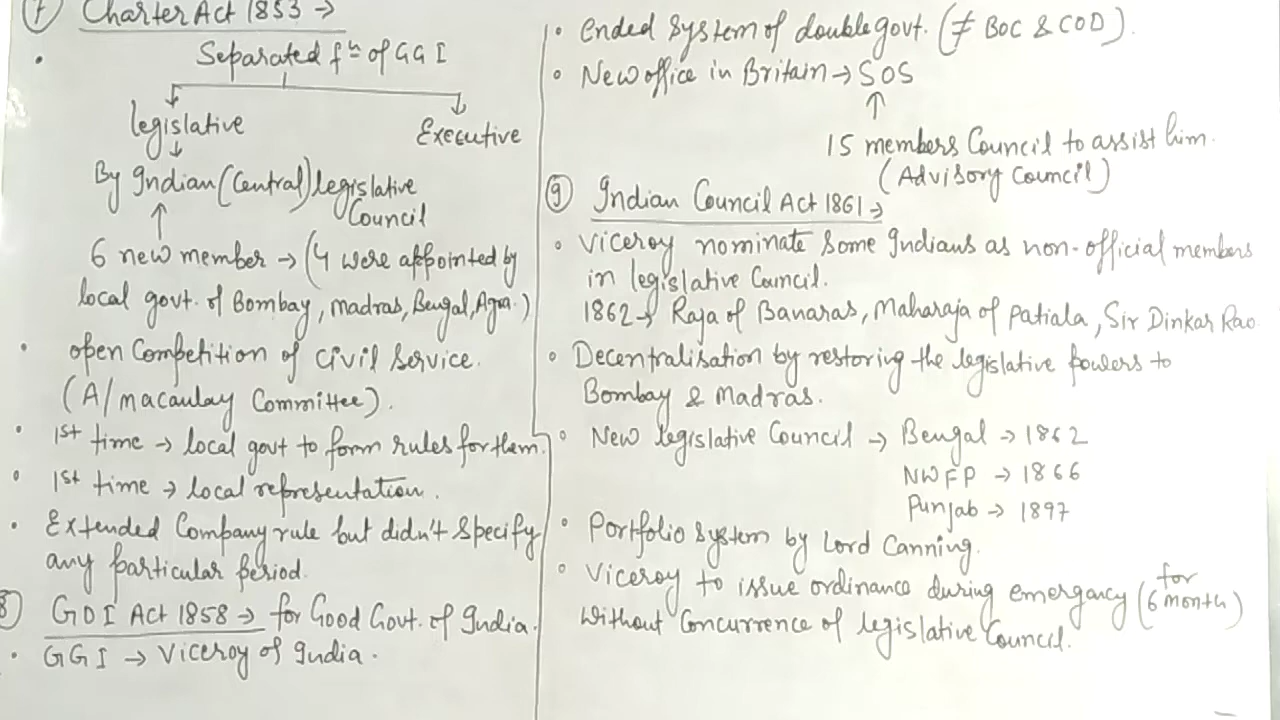 7) Charter Act 1853 →
• Separated fⁿ of GGI
legislative
Executive
By Indian (Central) legislative
Council
6 new member → (4 were appointed by
local govt. of Bombay, Madras, Bengal, Agra.)
• open Competition of Civil Service.
(A/ Macaulay Committee).
• 1st time → local govt to form rules for them.
• 1st time → local representation.
• Extended Company rule but didn't specify
any particular period.
8) GOI Act 1858 → for Good Govt. of India.
• GGI → Viceroy of India.
• Ended system of double govt. (≠ BOC & COD).
• New office in Britain → SOS
15 members Council to assist him.
(Advisory Council)
9 Indian Council Act 1861 →
• Viceroy nominate some Indians as non-official members
in legislative Council.
1862 → Raja of Banaras, Maharaja of Patiala, Sir Dinkar Rao.
• Decentralisation by restoring the legislative powers to
Bombay & Madras.
• New legislative Council → Bengal → 1862
NWFP → 1866
Punjab → 1897
• Portfolio System by Lord Canning.
• Viceroy to issue ordinance during emergency (for 6 month)
without Concurrence of legislative Council.